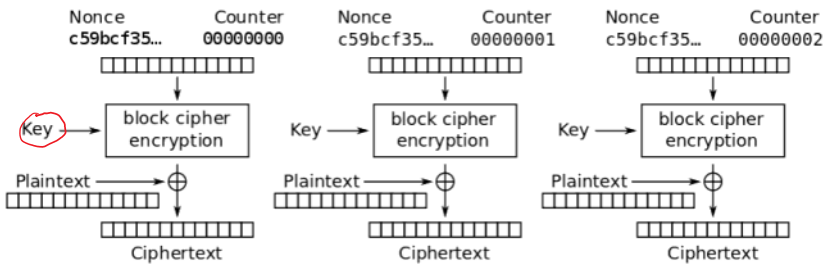 Nonce Counter Nonce Counter Nonce Counter
c59bcf35… 00000000 c59bcf35… 00000001 c59bcf35… 00000002
block cipher block cipher block cipher
Key Key Key
encryption encryption encryption
Plaintext Plaintext Plaintext
Ciphertext Ciphertext Ciphertext